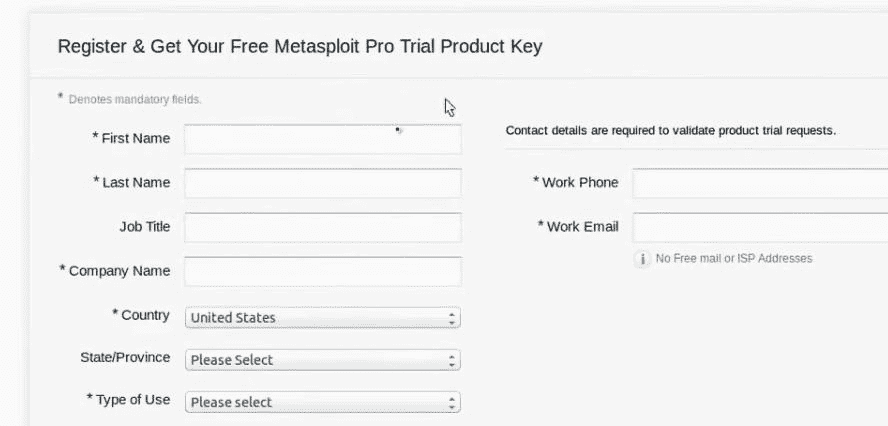 Register & Get Your Free Metasploit Pro Trial Product Key
* Denotes mandatory fields.
* First Name
* Last Name
Job Title
* Company Name
* Country United States
State/Province Please Select
* Type of Use Please select
Contact details are required to validate product trial requests.
* Work Phone
* Work Email
i No Free mail or ISP Addresses